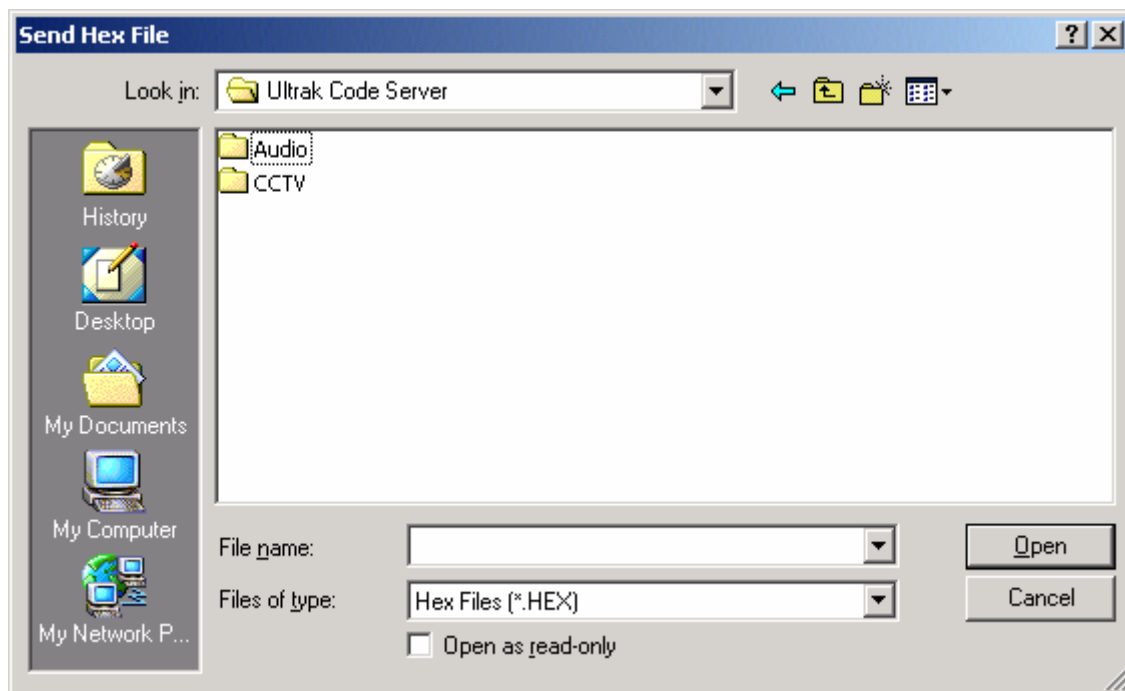 Send Hex File
Look in: Ultrak Code Server
Audio
CCTV
History
Desktop
My Documents
My Computer
My Network P...
File name:
Open
Files of type: Hex Files (*.HEX)
Cancel
Open as read-only